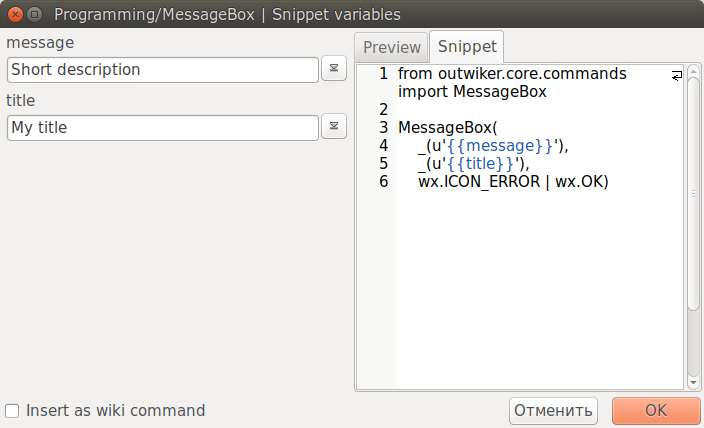 Programming/MessageBox | Snippet variables
message
Short description
title
My title
Preview
Snippet
1 from outwiker.core.commands
import MessageBox
2
3 MessageBox(
4 _(u'{{message}}'),
5 _(u'{{title}}'),
6 wx.ICON_ERROR | wx.OK)
Insert as wiki command
Отменить
OK